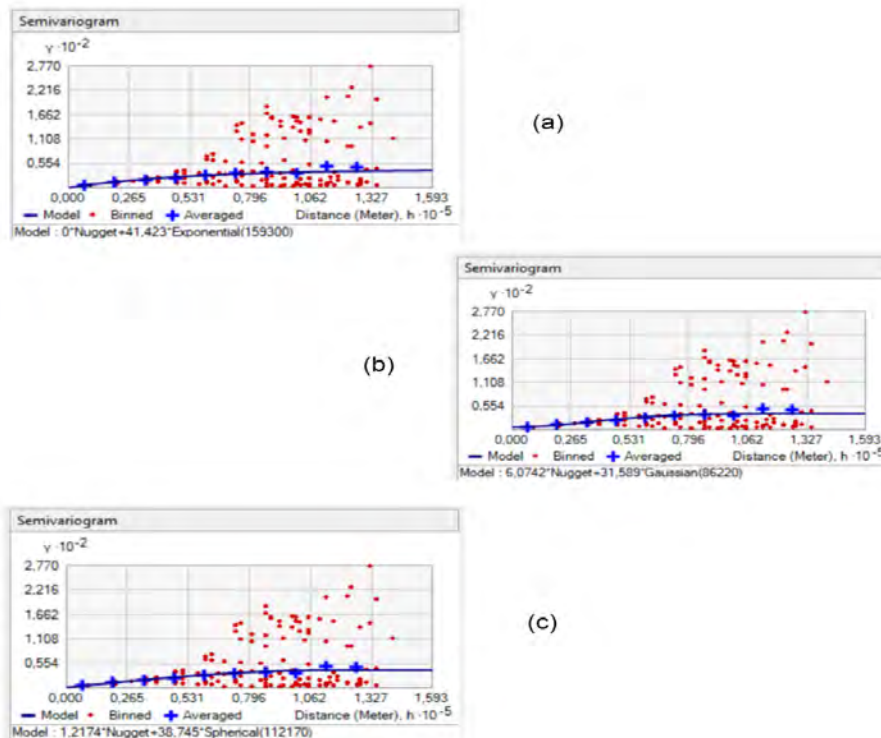 Semivariogram
γ ·10⁻²
2,770
2,216
1,662
1,108
0,554
0,000 0,265 0,531 0,796 1,062 1,327 1,593
Model Binned Averaged Distance (Meter), h ·10⁻⁵
Model : 0*Nugget+41,423*Exponential(159300)
(a)
Semivariogram
γ ·10⁻²
2,770
2,216
1,662
1,108
0,554
0,000 0,265 0,531 0,796 1,062 1,327 1,593
Model Binned Averaged Distance (Meter), h ·10⁻⁵
Model : 6,0742*Nugget+31,589*Gaussian(86220)
(b)
Semivariogram
γ ·10⁻²
2,770
2,216
1,662
1,108
0,554
0,000 0,265 0,531 0,796 1,062 1,327 1,593
Model Binned Averaged Distance (Meter), h ·10⁻⁵
Model : 1,2174*Nugget+38,745*Spherical(112170)
(c)